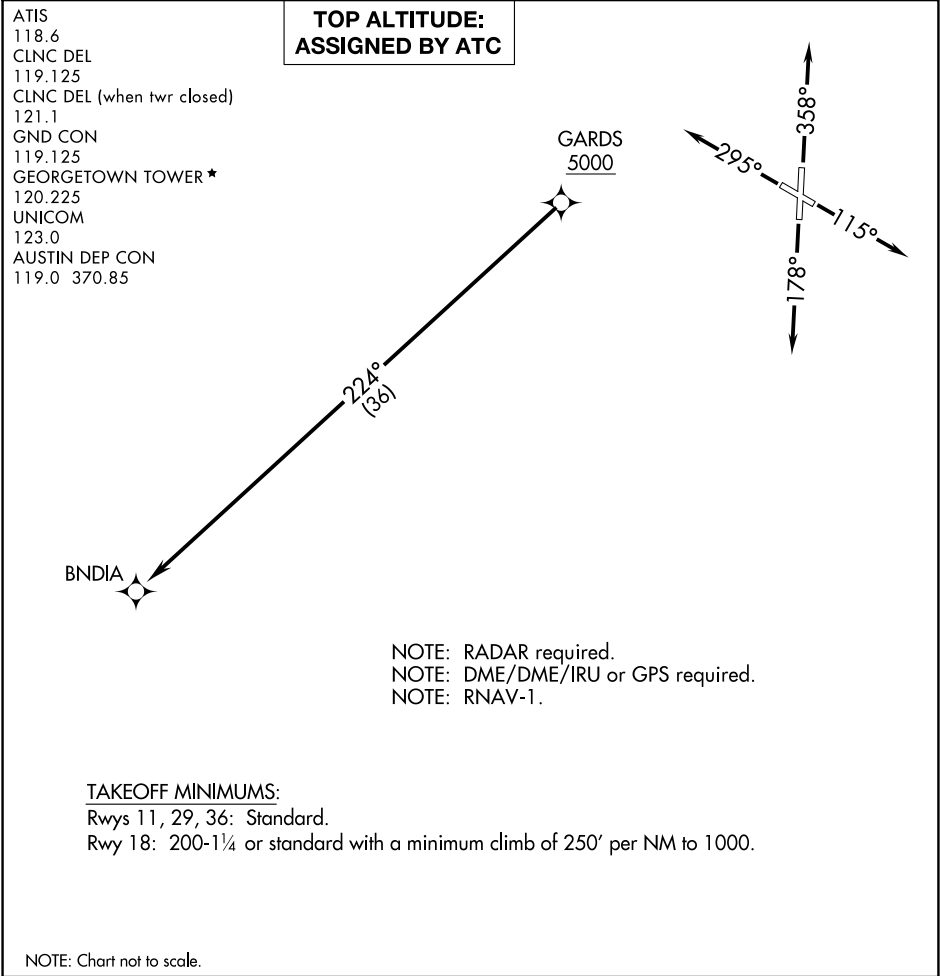 ATIS
118.6
CLNC DEL
119.125
CLNC DEL (when twr closed)
121.1
GND CON
119.125
GEORGETOWN TOWER ★
120.225
UNICOM
123.0
AUSTIN DEP CON
119.0 370.85
TOP ALTITUDE:
ASSIGNED BY ATC
GARDS
5000
358°
295°
115°
178°
224°
(36)
BNDIA
NOTE: RADAR required.
NOTE: DME/DME/IRU or GPS required.
NOTE: RNAV-1.
TAKEOFF MINIMUMS:
Rwys 11, 29, 36: Standard.
Rwy 18: 200-1¼ or standard with a minimum climb of 250' per NM to 1000.
NOTE: Chart not to scale.